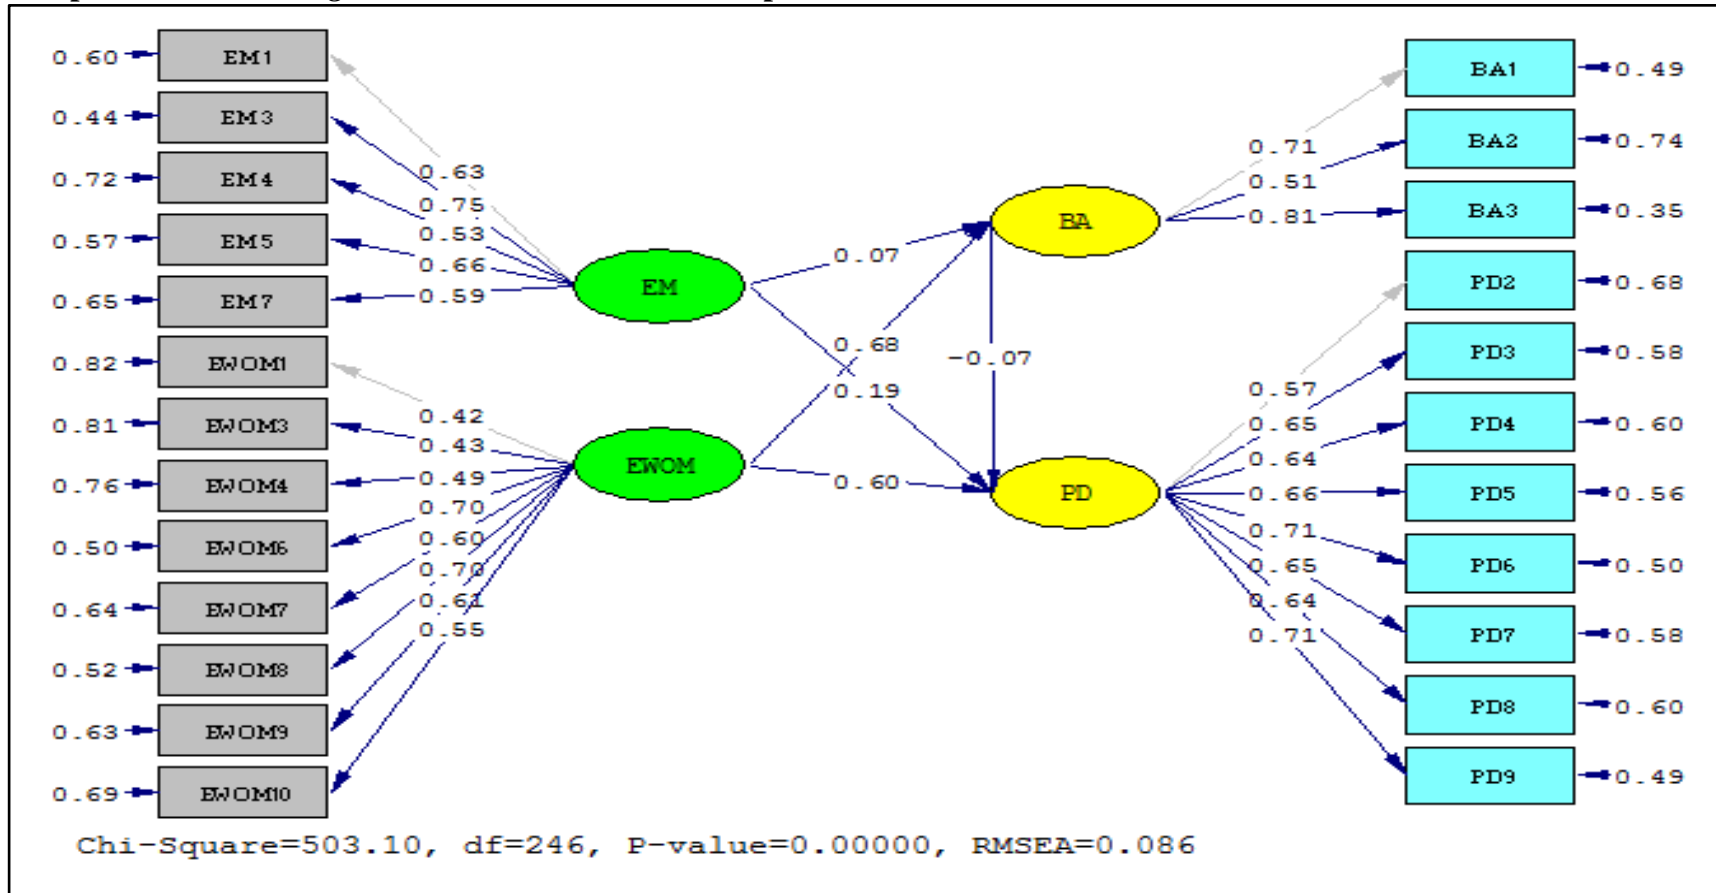 0.60
EM1
0.44
EM3
0.72
EM4
0.57
EM5
0.65
EM7
0.82
EWOM1
0.81
EWOM3
0.76
EWOM4
0.50
EWOM6
0.64
EWOM7
0.52
EWOM8
0.63
EWOM9
0.69
EWOM10
0.63
0.75
0.53
0.66
0.59
0.42
0.43
0.49
0.70
0.60
0.70
0.61
0.55
EM
EWOM
0.07
0.68
0.19
0.60
-0.07
BA
PD
0.71
0.51
0.81
0.57
0.65
0.64
0.66
0.71
0.65
0.64
0.71
BA1
0.49
BA2
0.74
BA3
0.35
PD2
0.68
PD3
0.58
PD4
0.60
PD5
0.56
PD6
0.50
PD7
0.58
PD8
0.60
PD9
0.49
Chi-Square=503.10, df=246, P-value=0.00000, RMSEA=0.086